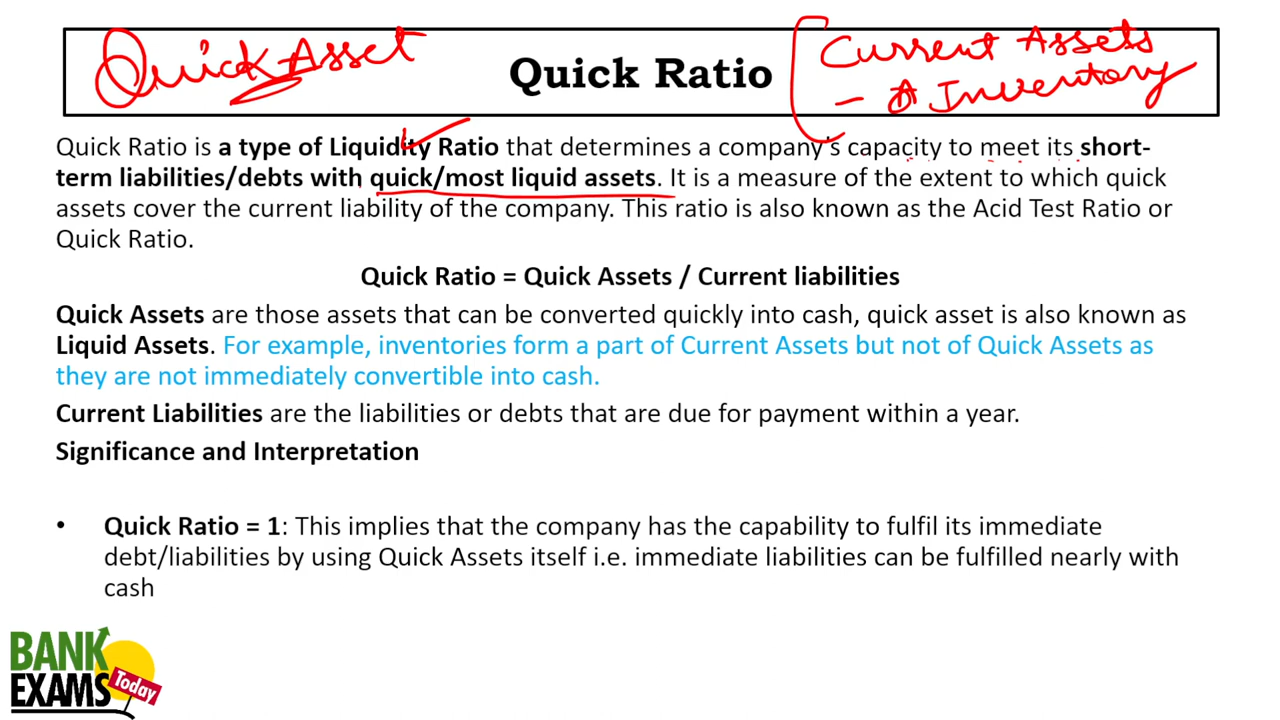 Quick Asset
Quick Ratio
Current Assets
- Inventory
Quick Ratio is a type of Liquidity Ratio that determines a company's capacity to meet its short-
term liabilities/debts with quick/most liquid assets. It is a measure of the extent to which quick
assets cover the current liability of the company. This ratio is also known as the Acid Test Ratio or
Quick Ratio.
Quick Ratio = Quick Assets / Current liabilities
Quick Assets are those assets that can be converted quickly into cash, quick asset is also known as
Liquid Assets. For example, inventories form a part of Current Assets but not of Quick Assets as
they are not immediately convertible into cash.
Current Liabilities are the liabilities or debts that are due for payment within a year.
Significance and Interpretation
• Quick Ratio = 1: This implies that the company has the capability to fulfil its immediate
debt/liabilities by using Quick Assets itself i.e. immediate liabilities can be fulfilled nearly with
cash
BANK
EXAMS
Today